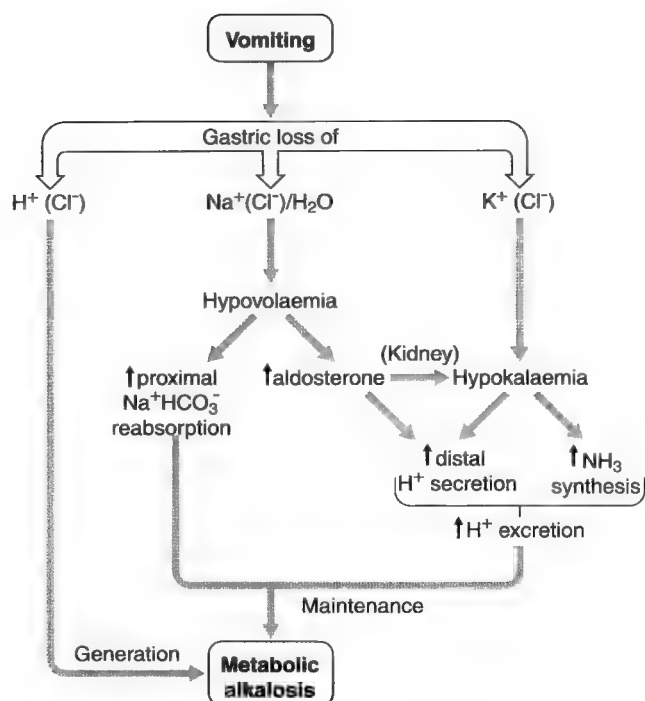 Vomiting
Gastric loss of
H⁺ (Cl⁻)
Na⁺(Cl⁻)/H₂O
K⁺ (Cl⁻)
Hypovolaemia
(Kidney)
↑proximal
Na⁺HCO₃⁻
reabsorption
↑aldosterone
Hypokalaemia
↑distal
H⁺ secretion
↑NH₃
synthesis
↑H⁺ excretion
Maintenance
Generation
Metabolic
alkalosis